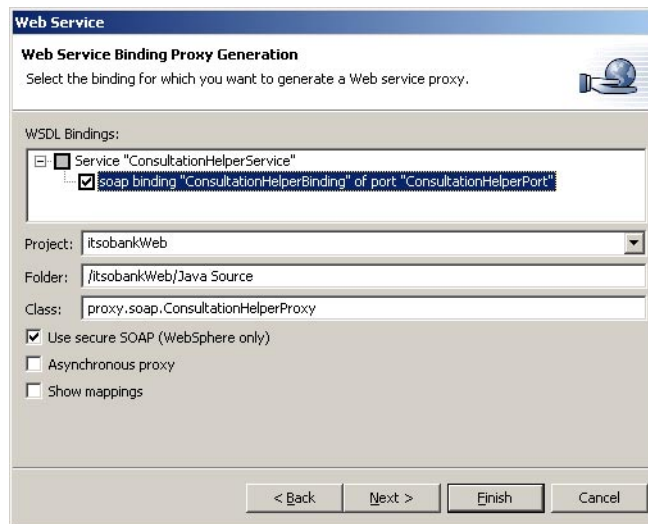 Web Service
Web Service Binding Proxy Generation
Select the binding for which you want to generate a Web service proxy.
WSDL Bindings:
Service "ConsultationHelperService"
soap binding "ConsultationHelperBinding" of port "ConsultationHelperPort"
Project: itsobankWeb
Folder: /itsobankWeb/Java Source
Class: proxy.soap.ConsultationHelperProxy
Use secure SOAP (WebSphere only)
Asynchronous proxy
Show mappings
< Back Next > Finish Cancel